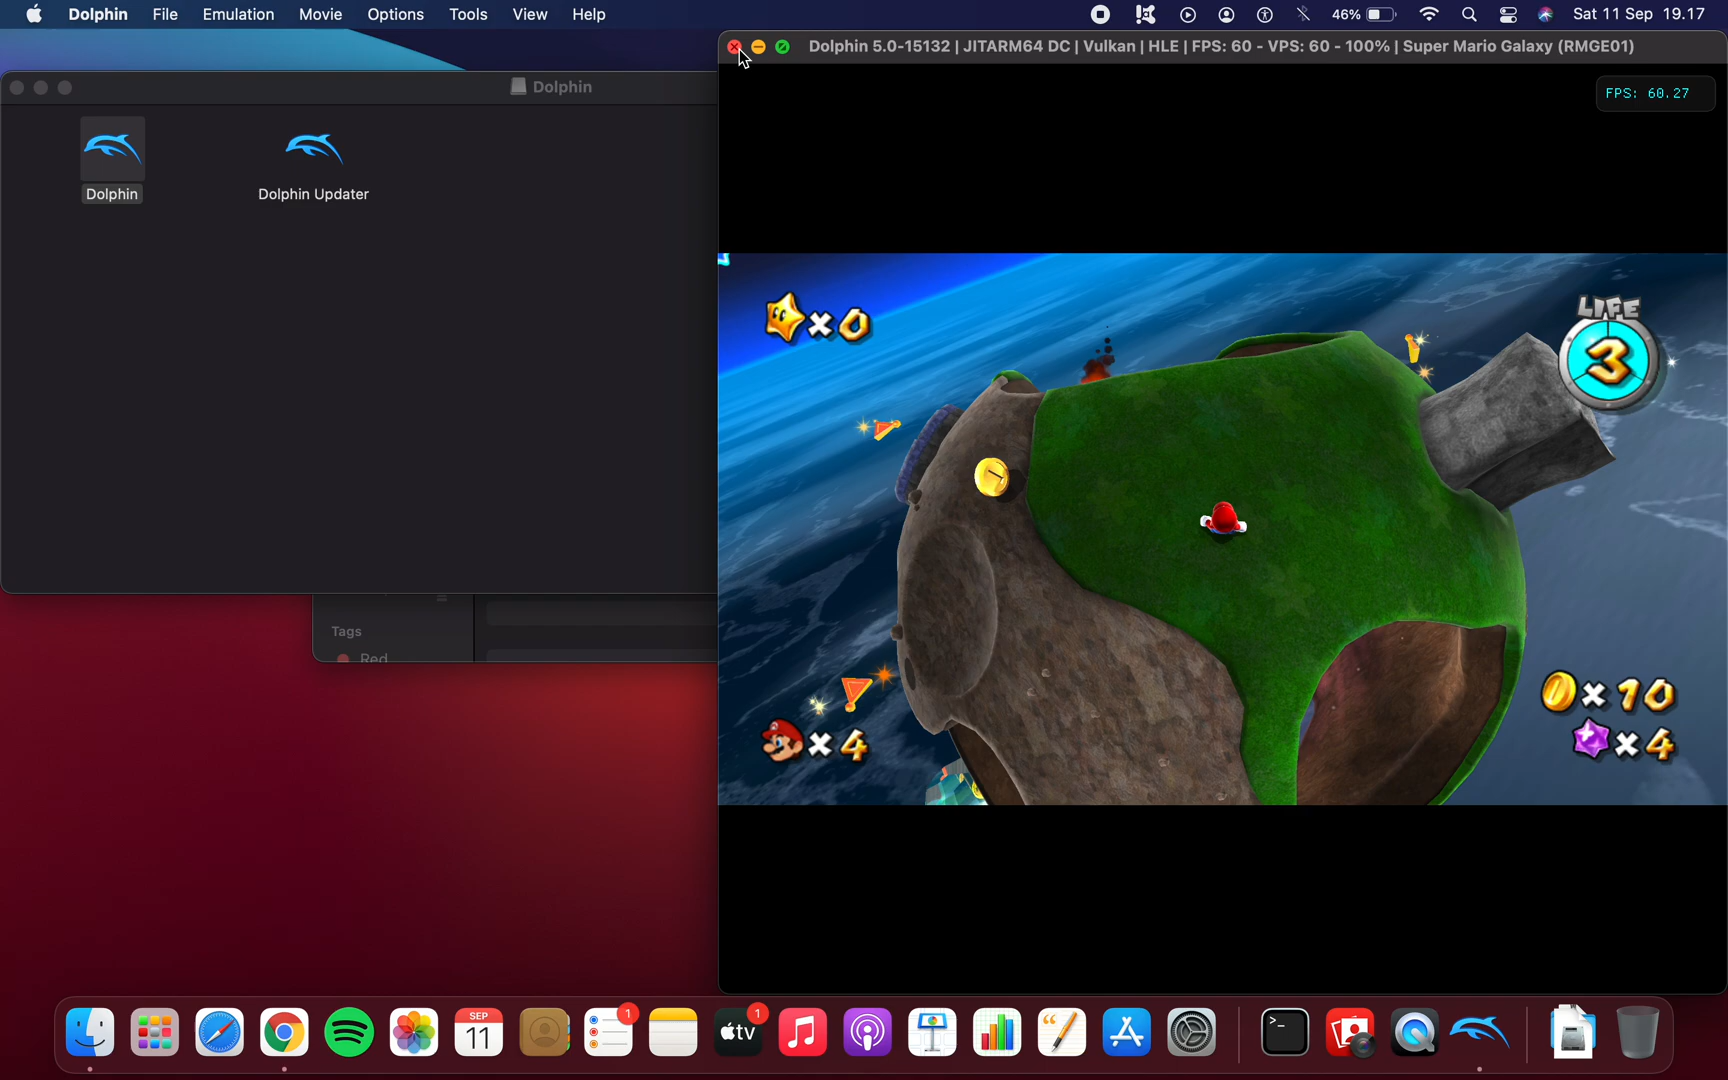 Dolphin File Emulation Movie Options Tools View Help 46% Sat 11 Sep 19.17
Dolphin 5.0-15132 | JITARM64 DC | Vulkan | HLE | FPS: 60 - VPS: 60 - 100% | Super Mario Galaxy (RMGE01)
Dolphin
FPS: 60.27
Dolphin
Dolphin Updater
x 0
LIFE
3
Tags
Red
x 10
x 4
x 4
SEP
11
1
tv
1
>_